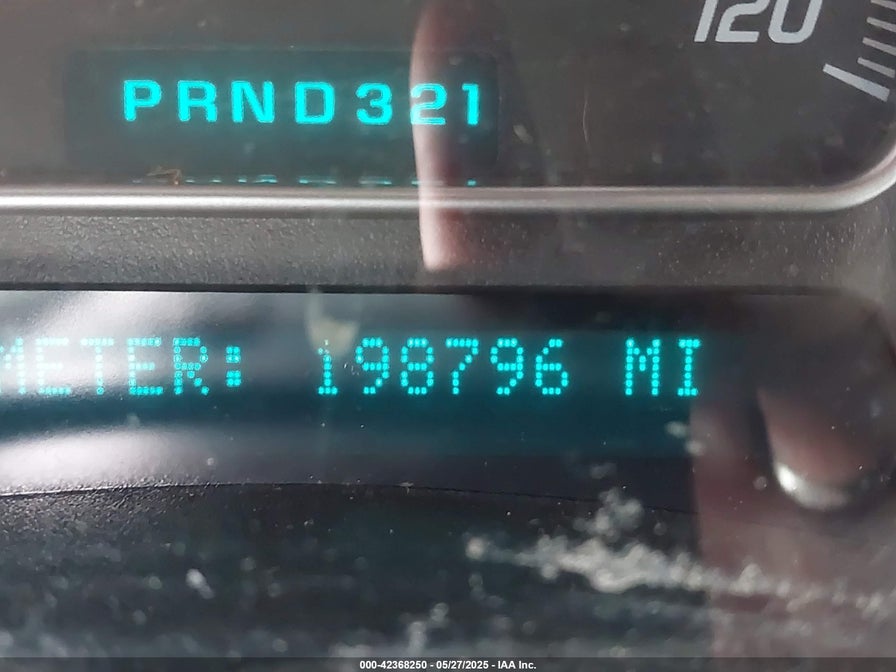 120
PRND321
METER: 198796 MI
000-42368250 - 05/27/2025 - IAA Inc.